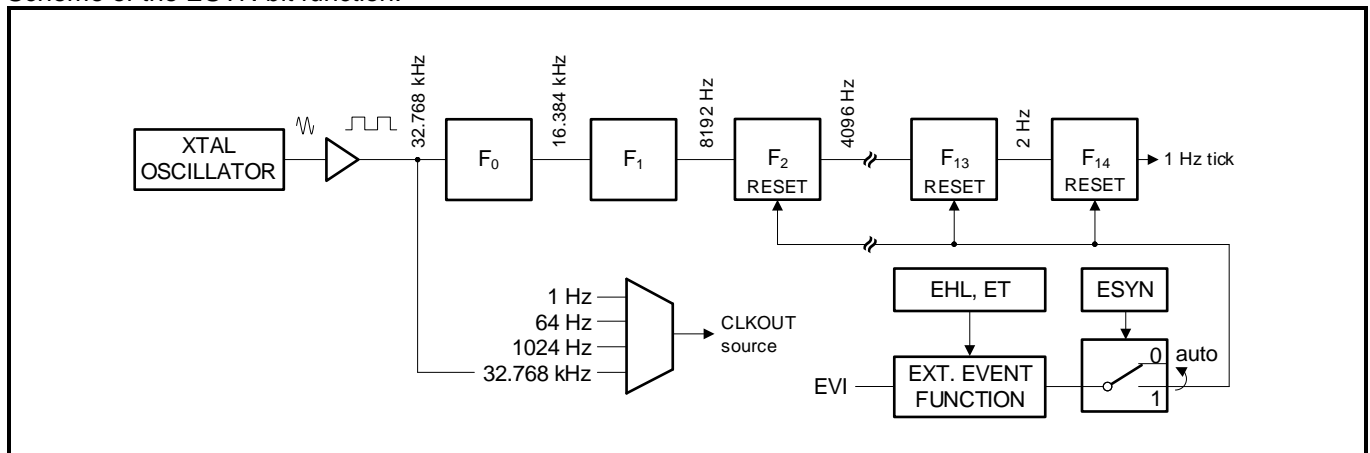 Scheme of the ESYN bit function:
32.768 kHz
16.384 kHz
8192 Hz
4096 Hz
2 Hz
XTAL
OSCILLATOR
F0
F1
F2
RESET
F13
RESET
F14
RESET
1 Hz tick
1 Hz
64 Hz
1024 Hz
32.768 kHz
CLKOUT
source
EHL, ET
ESYN
EVI
EXT. EVENT
FUNCTION
0
1
auto